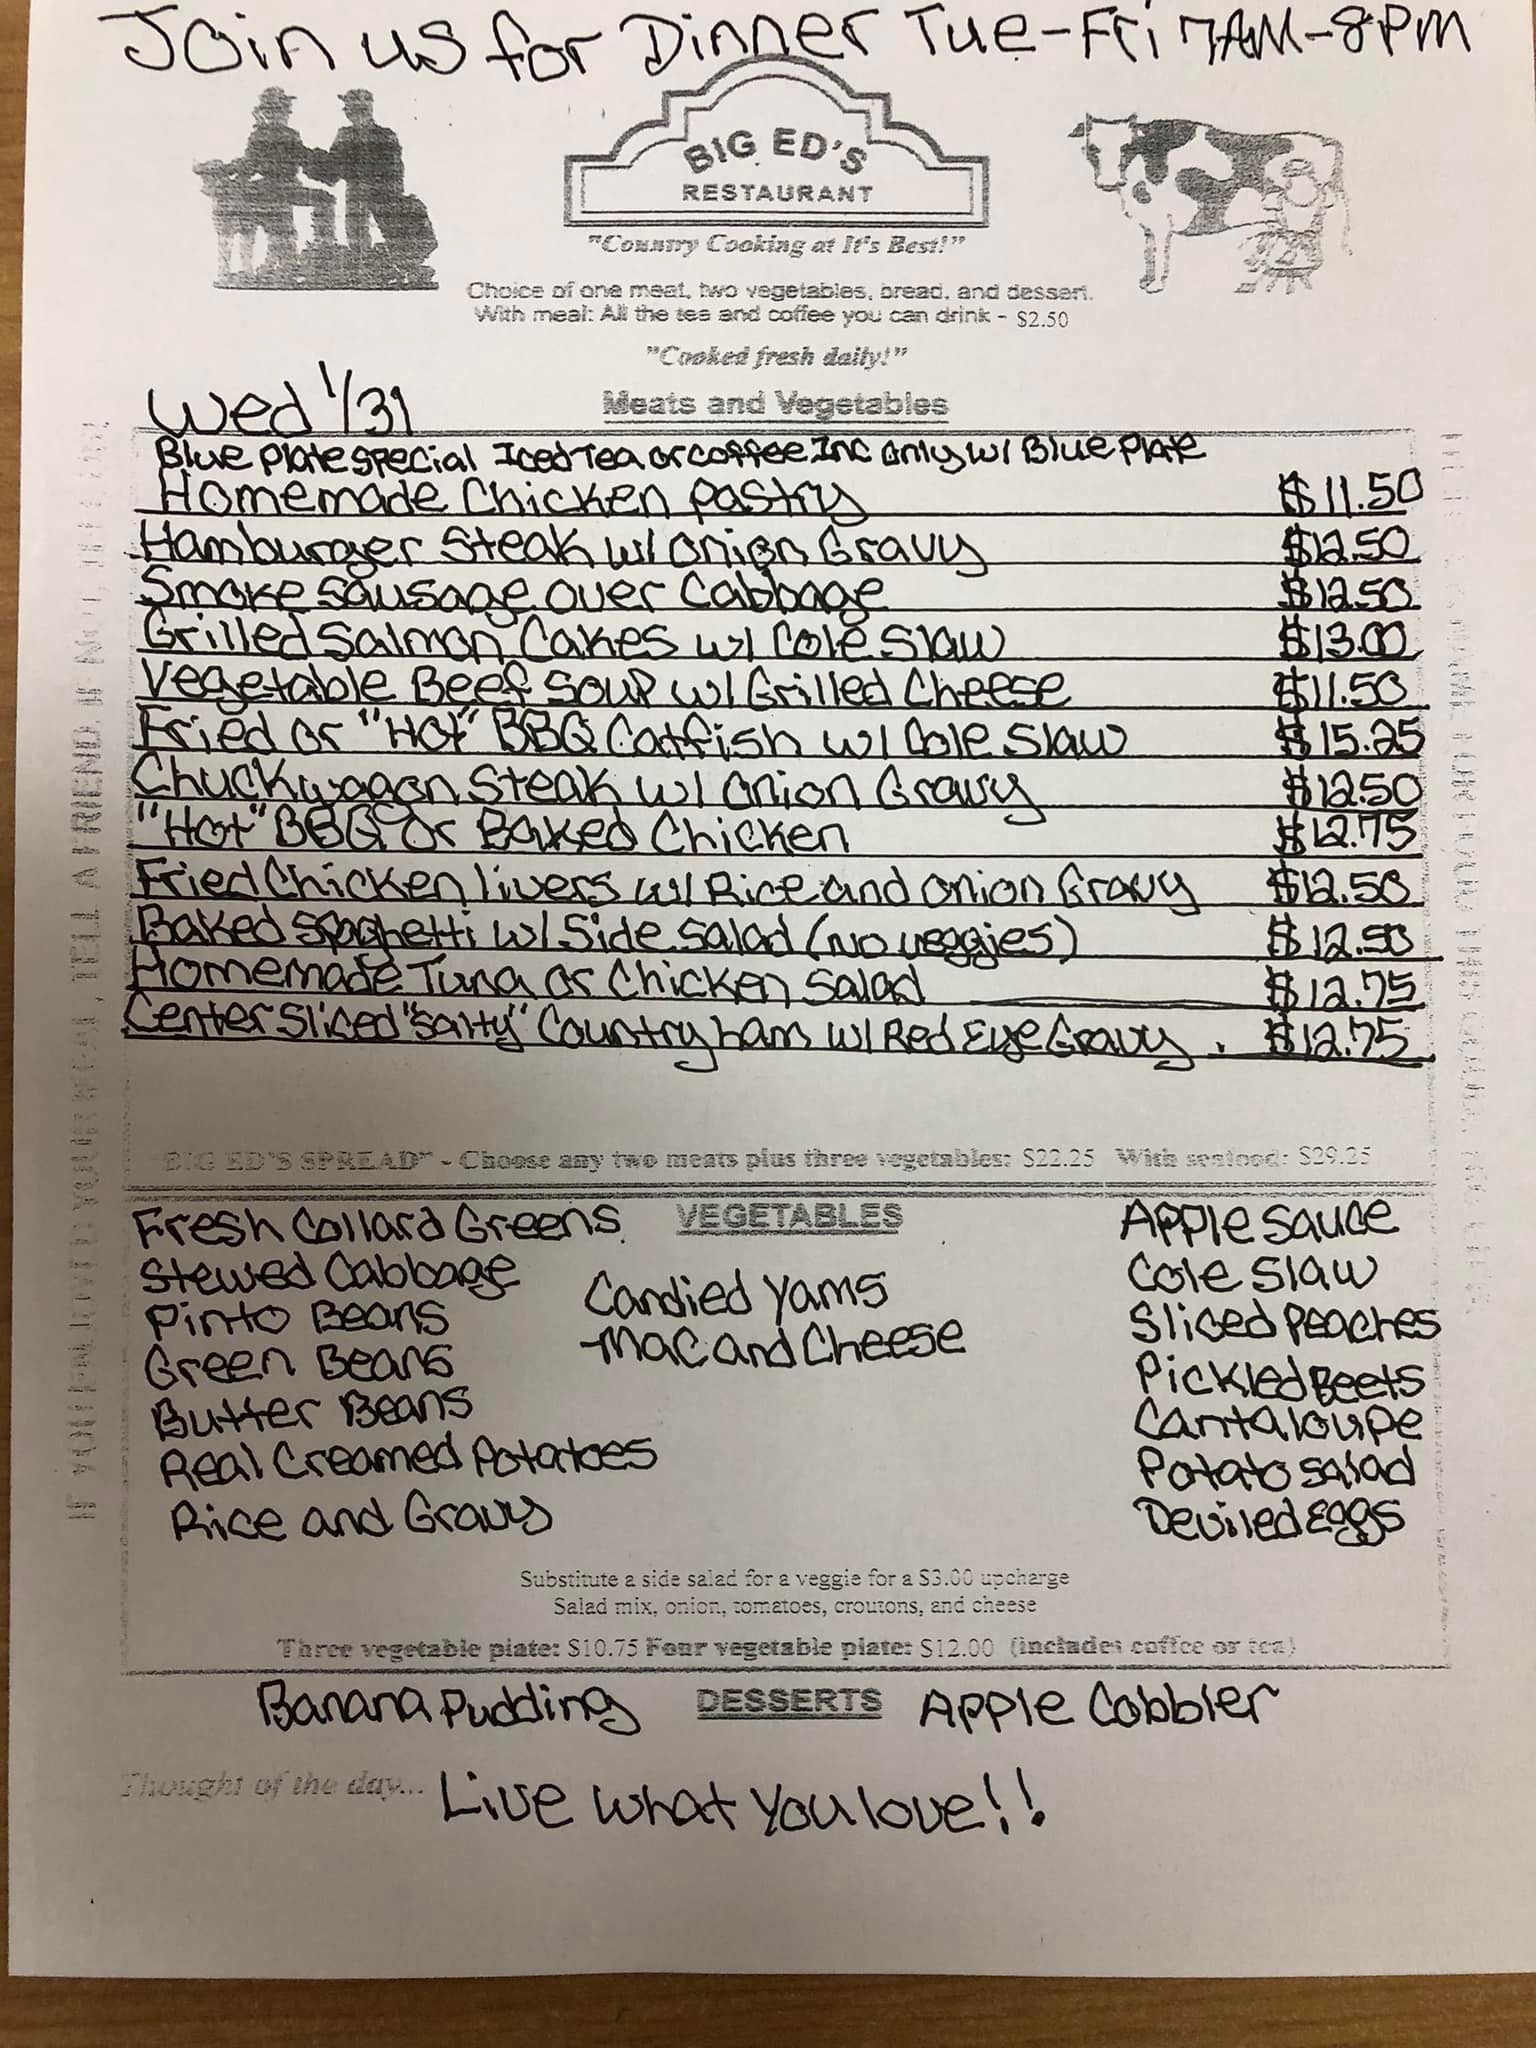 Join us for Dinner Tue-Fri 7AM-8PM
BIG ED'S
RESTAURANT
"Country Cooking at It's Best!"
Choice of one meat, two vegetables, bread, and dessert.
With meal: All the tea and coffee you can drink - $2.50
"Cooked fresh daily!"
Wed 1/31
Meats and Vegetables
Blue Plate Special Iced Tea or coffee Inc only w/ Blue Plate
Homemade Chicken Pastry $11.50
Hamburger Steak w/ Onion Gravy $12.50
Smoke Sausage over Cabbage $12.50
Grilled Salmon Cakes w/ Cole Slaw $13.00
Vegetable Beef Soup w/ Grilled Cheese $11.50
Fried or "Hot" BBQ Catfish w/ Cole Slaw $15.25
Chuckwagon Steak w/ Onion Gravy $12.50
"Hot" BBQ or Baked Chicken $12.75
Fried Chicken livers w/ Rice and Onion Gravy $12.50
Baked Spaghetti w/ Side Salad (no veggies) $12.50
Homemade Tuna or Chicken Salad $12.75
Center Sliced "Salty" Country ham w/ Red Eye Gravy $12.75
"BIG ED'S SPREAD" - Choose any two meats plus three vegetables: $22.25 With seafood: $29.25
VEGETABLES
Fresh Collard Greens
Stewed Cabbage
Pinto Beans
Green Beans
Butter Beans
Real Creamed Potatoes
Rice and Gravy
Candied Yams
Mac and Cheese
Apple Sauce
Cole Slaw
Sliced Peaches
Pickled Beets
Cantaloupe
Potato Salad
Deviled Eggs
Substitute a side salad for a veggie for a $3.00 upcharge
Salad mix, onion, tomatoes, croutons, and cheese
Three vegetable plate: $10.75 Four vegetable plate: $12.00 (includes coffee or tea)
DESSERTS
Banana Pudding
Apple Cobbler
Thought of the day... Live what you love!!
IF YOU ENJOYED YOUR MEAL, TELL A FRIEND. IF NOT, TELL